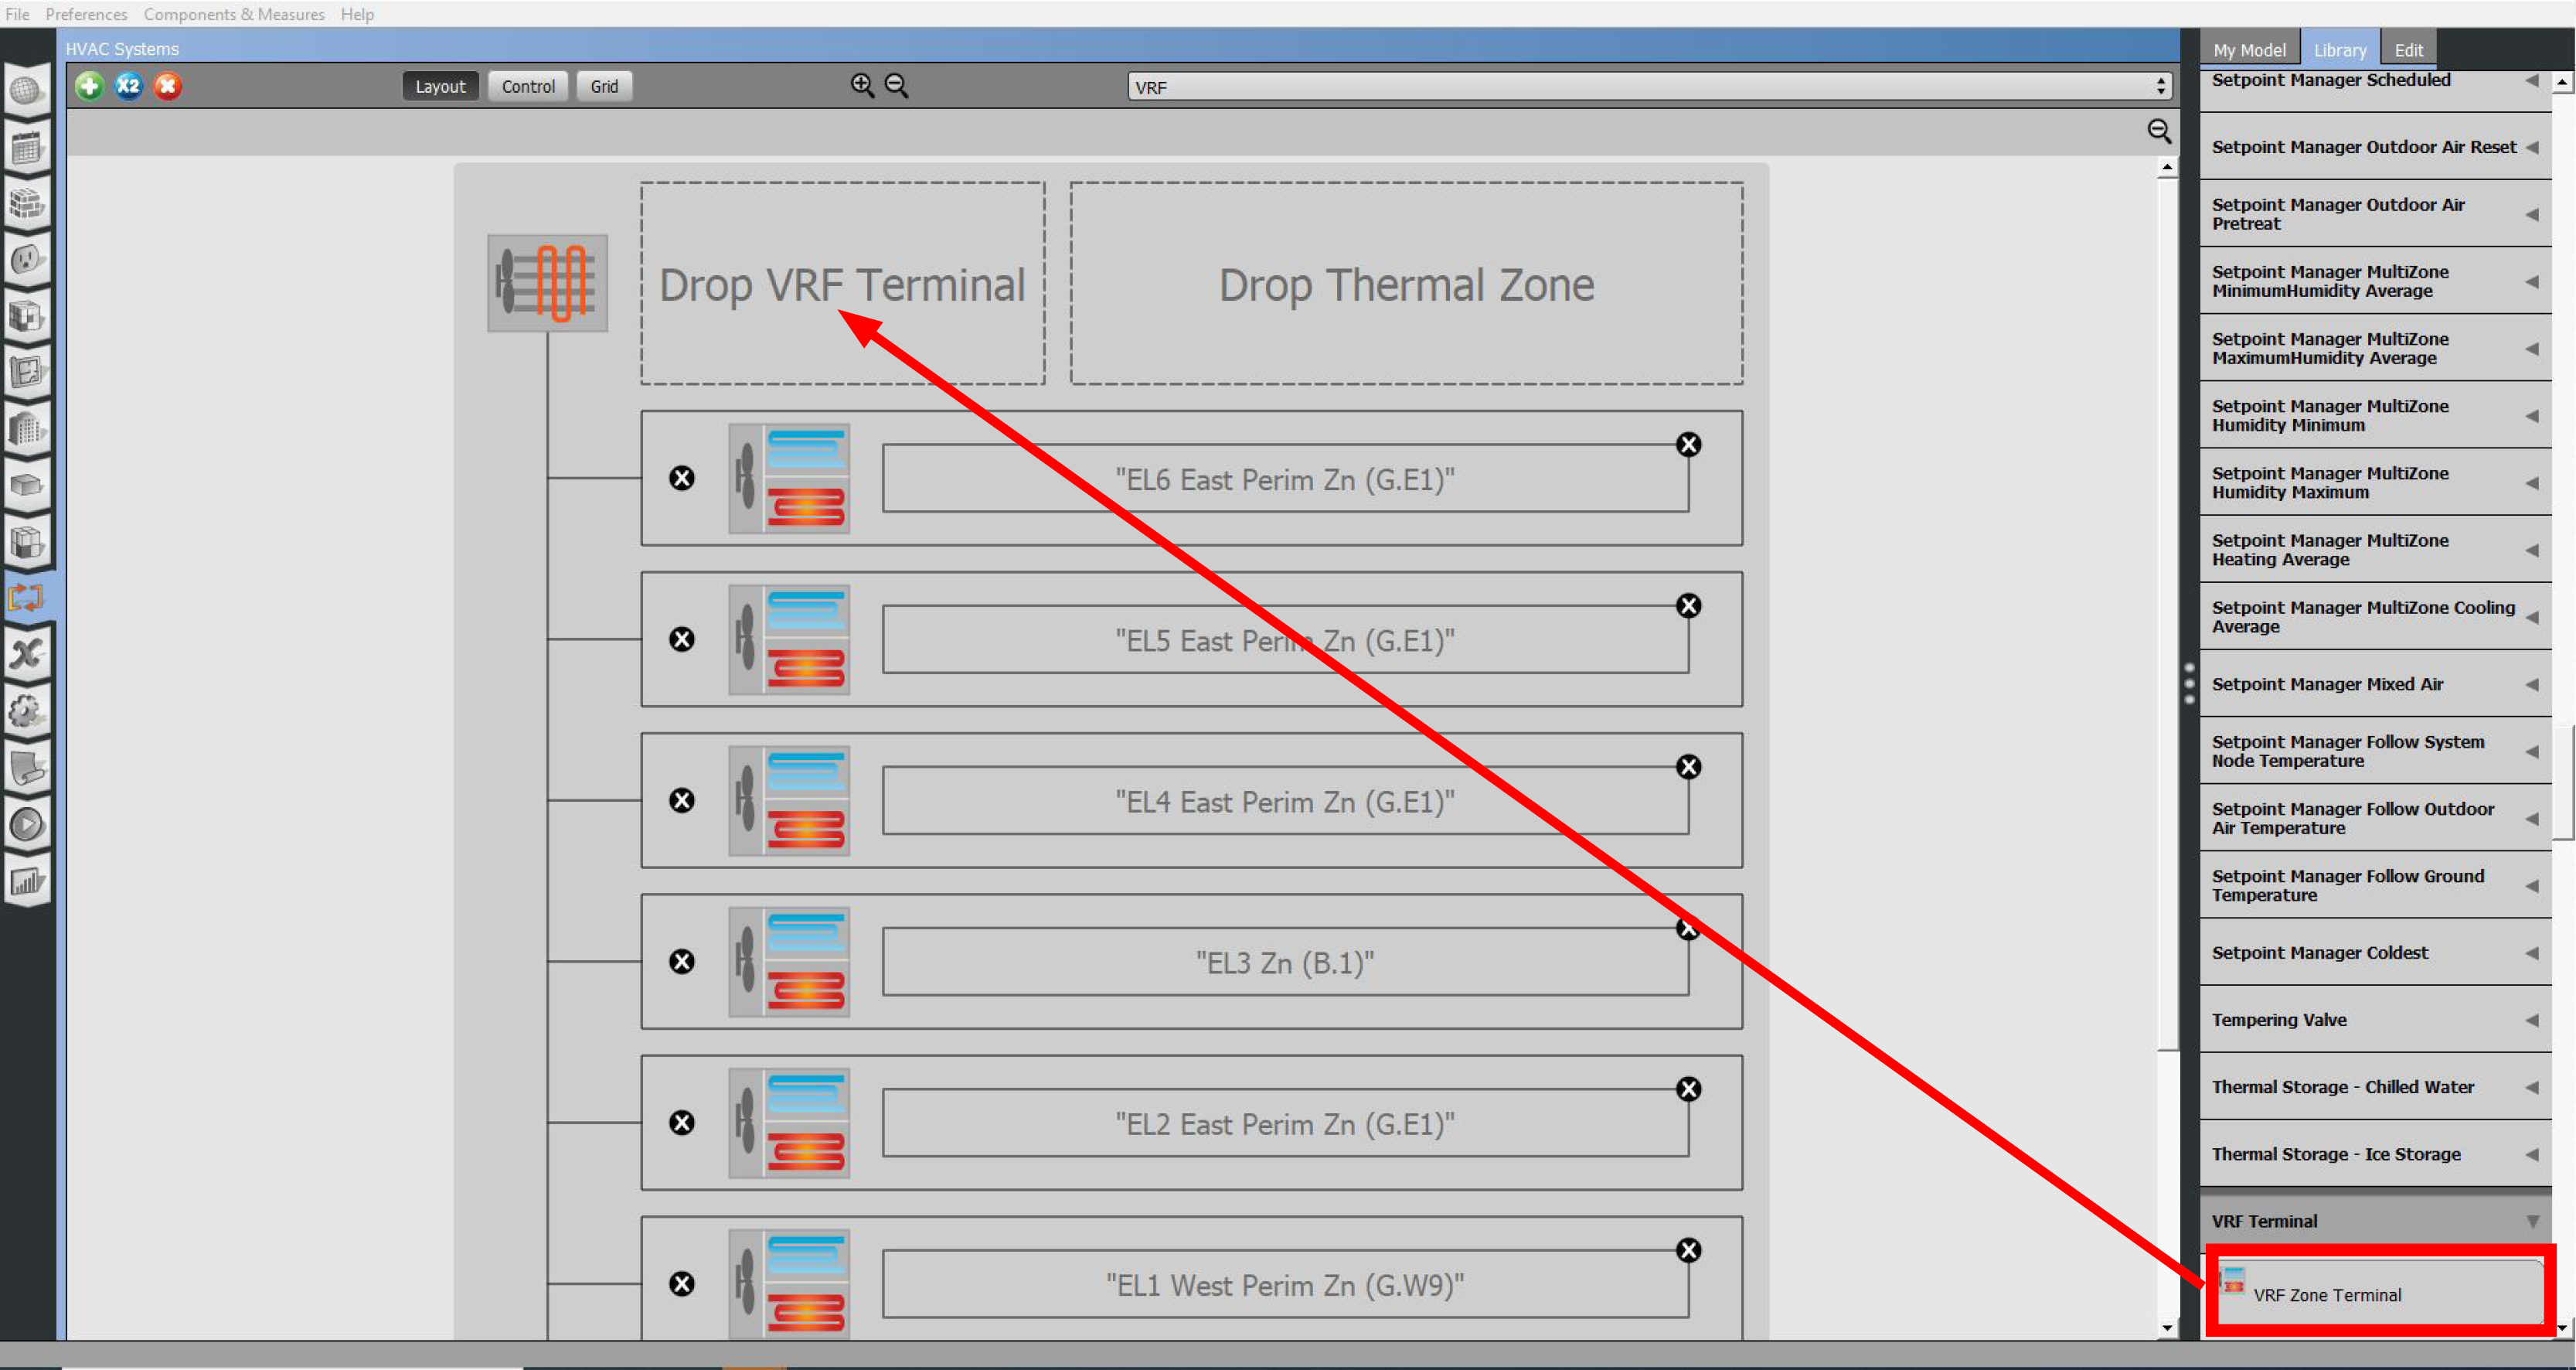 File Preferences Components & Measures Help
HVAC Systems
X2
Layout Control Grid
VRF
Drop VRF Terminal
Drop Thermal Zone
"EL6 East Perim Zn (G.E1)"
"EL5 East Perim Zn (G.E1)"
"EL4 East Perim Zn (G.E1)"
"EL3 Zn (B.1)"
"EL2 East Perim Zn (G.E1)"
"EL1 West Perim Zn (G.W9)"
My Model Library Edit
Setpoint Manager Scheduled
Setpoint Manager Outdoor Air Reset
Setpoint Manager Outdoor Air
Pretreat
Setpoint Manager MultiZone
MinimumHumidity Average
Setpoint Manager MultiZone
MaximumHumidity Average
Setpoint Manager MultiZone
Humidity Minimum
Setpoint Manager MultiZone
Humidity Maximum
Setpoint Manager MultiZone
Heating Average
Setpoint Manager MultiZone Cooling
Average
Setpoint Manager Mixed Air
Setpoint Manager Follow System
Node Temperature
Setpoint Manager Follow Outdoor
Air Temperature
Setpoint Manager Follow Ground
Temperature
Setpoint Manager Coldest
Tempering Valve
Thermal Storage - Chilled Water
Thermal Storage - Ice Storage
VRF Terminal
VRF Zone Terminal